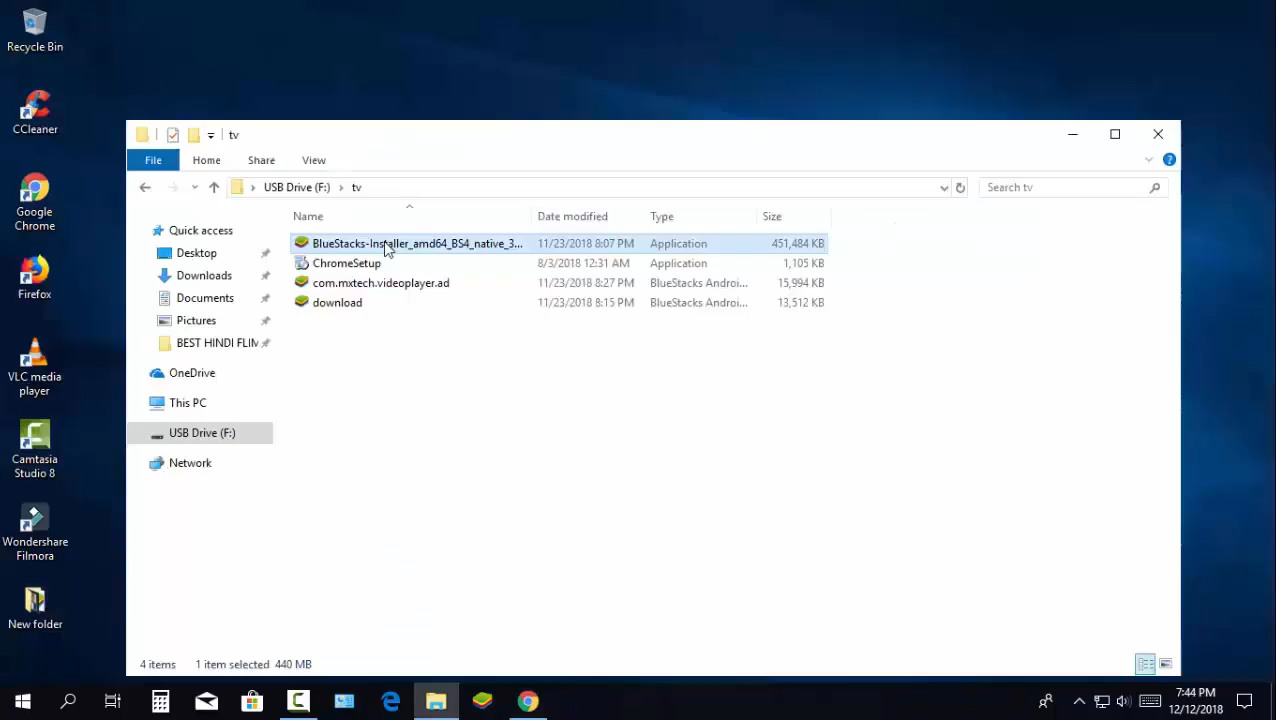 Recycle Bin
CCleaner
Google
Chrome
Firefox
VLC media
player
Camtasia
Studio 8
Wondershare
Filmora
New folder
tv
File Home Share View
USB Drive (F:) tv
Search tv
Quick access
Desktop
Downloads
Documents
Pictures
BEST HINDI FLIM
OneDrive
This PC
USB Drive (F:)
Network
Name Date modified Type Size
BlueStacks-Installer_amd64_BS4_native_3... 11/23/2018 8:07 PM Application 451,484 KB
ChromeSetup 8/3/2018 12:31 AM Application 1,105 KB
com.mxtech.videoplayer.ad 11/23/2018 8:27 PM BlueStacks Androi... 15,994 KB
download 11/23/2018 8:15 PM BlueStacks Androi... 13,512 KB
4 items 1 item selected 440 MB
7:44 PM
12/12/2018